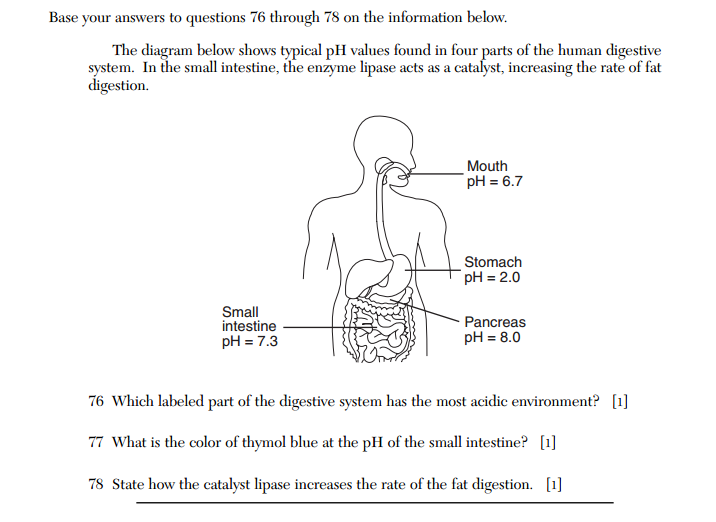 Base your answers to questions 76 through 78 on the information below.
The diagram below shows typical pH values found in four parts of the human digestive
system. In the small intestine, the enzyme lipase acts as a catalyst, increasing the rate of fat
digestion.
Mouth
pH = 6.7
Stomach
pH = 2.0
Small
intestine
pH = 7.3
Pancreas
pH = 8.0
76 Which labeled part of the digestive system has the most acidic environment? [1]
77 What is the color of thymol blue at the pH of the small intestine? [1]
78 State how the catalyst lipase increases the rate of the fat digestion. [1]